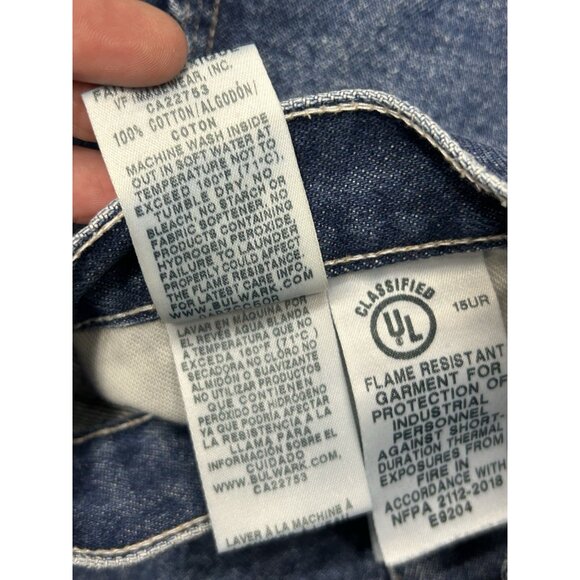 VF IMAGEWEAR, INC.
CA22753
100% COTTON/ALGODÓN/
COTON
MACHINE WASH INSIDE
OUT IN SOFT WATER AT
TEMPERATURE NOT TO
EXCEED 160°F (71°C).
TUMBLE DRY. NO
BLEACH, NO STARCH OR
FABRIC SOFTENER. NO
PRODUCTS CONTAINING
HYDROGEN PEROXIDE
FAILURE TO LAUNDER
PROPERLY COULD AFFECT
THE FLAME RESISTANCE
FOR LATEST CARE INFO.
WWW.BULWARK.COM
LAVAR EN MÁQUINA POR
EL REVES AGUA BLANDA
A TEMPERATURA QUE NO
EXCEDA 160°F (71°C)
SECADORA NO CLORO NO
ALMIDÓN O SUAVIZANTE
NO UTILIZAR PRODUCTOS
QUE CONTIENEN
PERÓXIDO DE HIDROGENO
YA QUE PODRÍA AFECTAR
LA RESISTENCIA A LA
LLAMA PARA
INFORMACIÓN SOBRE EL
CUIDADO
WWW.BULWARK.COM
CA22753
LAVER À LA MACHINE À
CLASSIFIED
UL
15UR
FLAME RESISTANT
GARMENT FOR
PROTECTION OF
INDUSTRIAL
PERSONNEL
AGAINST SHORT-
DURATION THERMAL
EXPOSURES FROM
FIRE IN
ACCORDANCE WITH
NFPA 2112-2018
E9204